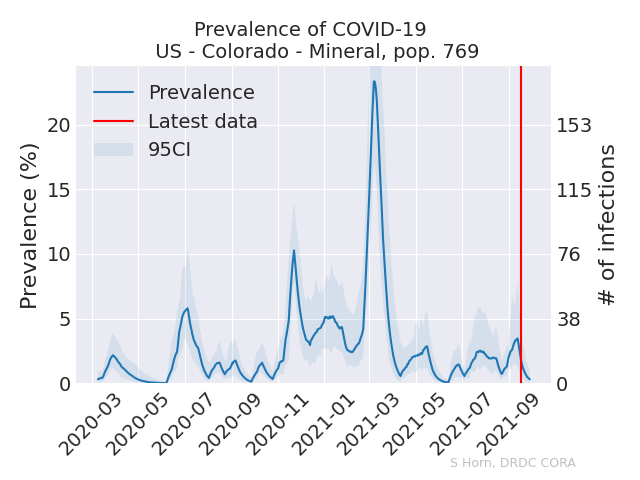 Prevalence of COVID-19
US - Colorado - Mineral, pop. 769
Prevalence
Latest data
95CI
Prevalence (%)
20
15
10
5
0
153
115
76
38
0
# of infections
2020-03
2020-05
2020-07
2020-09
2020-11
2021-01
2021-03
2021-05
2021-07
2021-09
S Horn, DRDC CORA